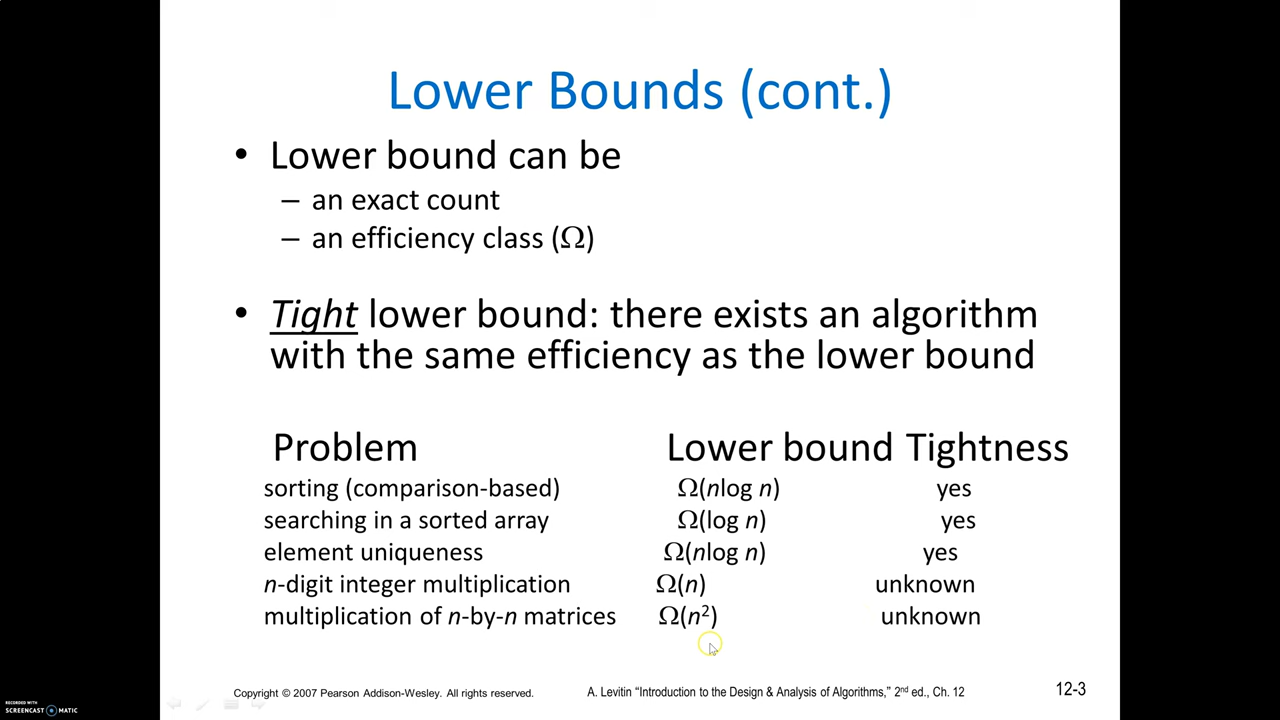 Lower Bounds (cont.)
• Lower bound can be
– an exact count
– an efficiency class (Ω)
• Tight lower bound: there exists an algorithm
with the same efficiency as the lower bound
Problem Lower bound Tightness
sorting (comparison-based) Ω(nlog n) yes
searching in a sorted array Ω(log n) yes
element uniqueness Ω(nlog n) yes
n-digit integer multiplication Ω(n) unknown
multiplication of n-by-n matrices Ω(n²) unknown
Copyright © 2007 Pearson Addison-Wesley. All rights reserved. A. Levitin “Introduction to the Design & Analysis of Algorithms,” 2nd ed., Ch. 12 12-3
RECORDED WITH
SCREENCAST MATIC